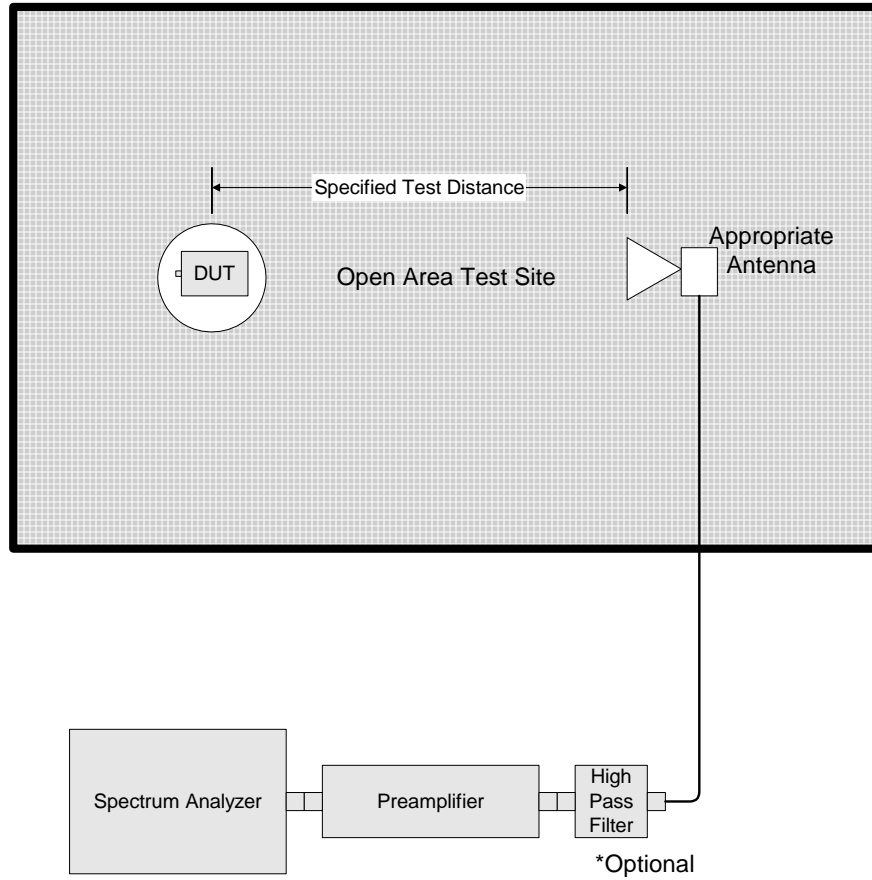 Specified Test Distance
DUT
Open Area Test Site
Appropriate
Antenna
Spectrum Analyzer
Preamplifier
High
Pass
Filter
*Optional